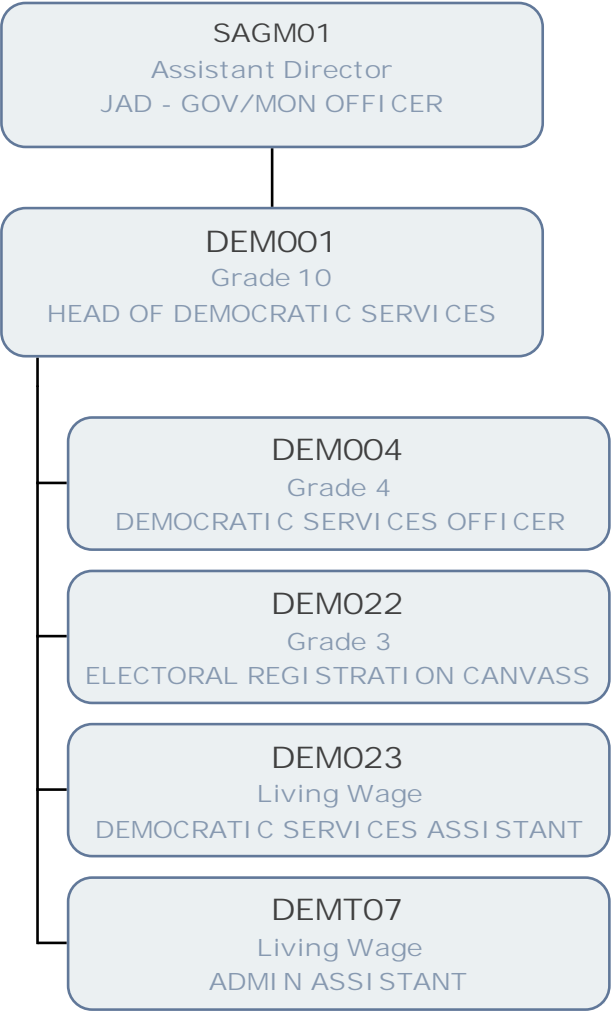 SAGM01
Assistant Director
JAD - GOV/MON OFFICER
DEM001
Grade 10
HEAD OF DEMOCRATIC SERVICES
DEM004
Grade 4
DEMOCRATIC SERVICES OFFICER
DEM022
Grade 3
ELECTORAL REGISTRATION CANVASS
DEM023
Living Wage
DEMOCRATIC SERVICES ASSISTANT
DEMT07
Living Wage
ADMIN ASSISTANT